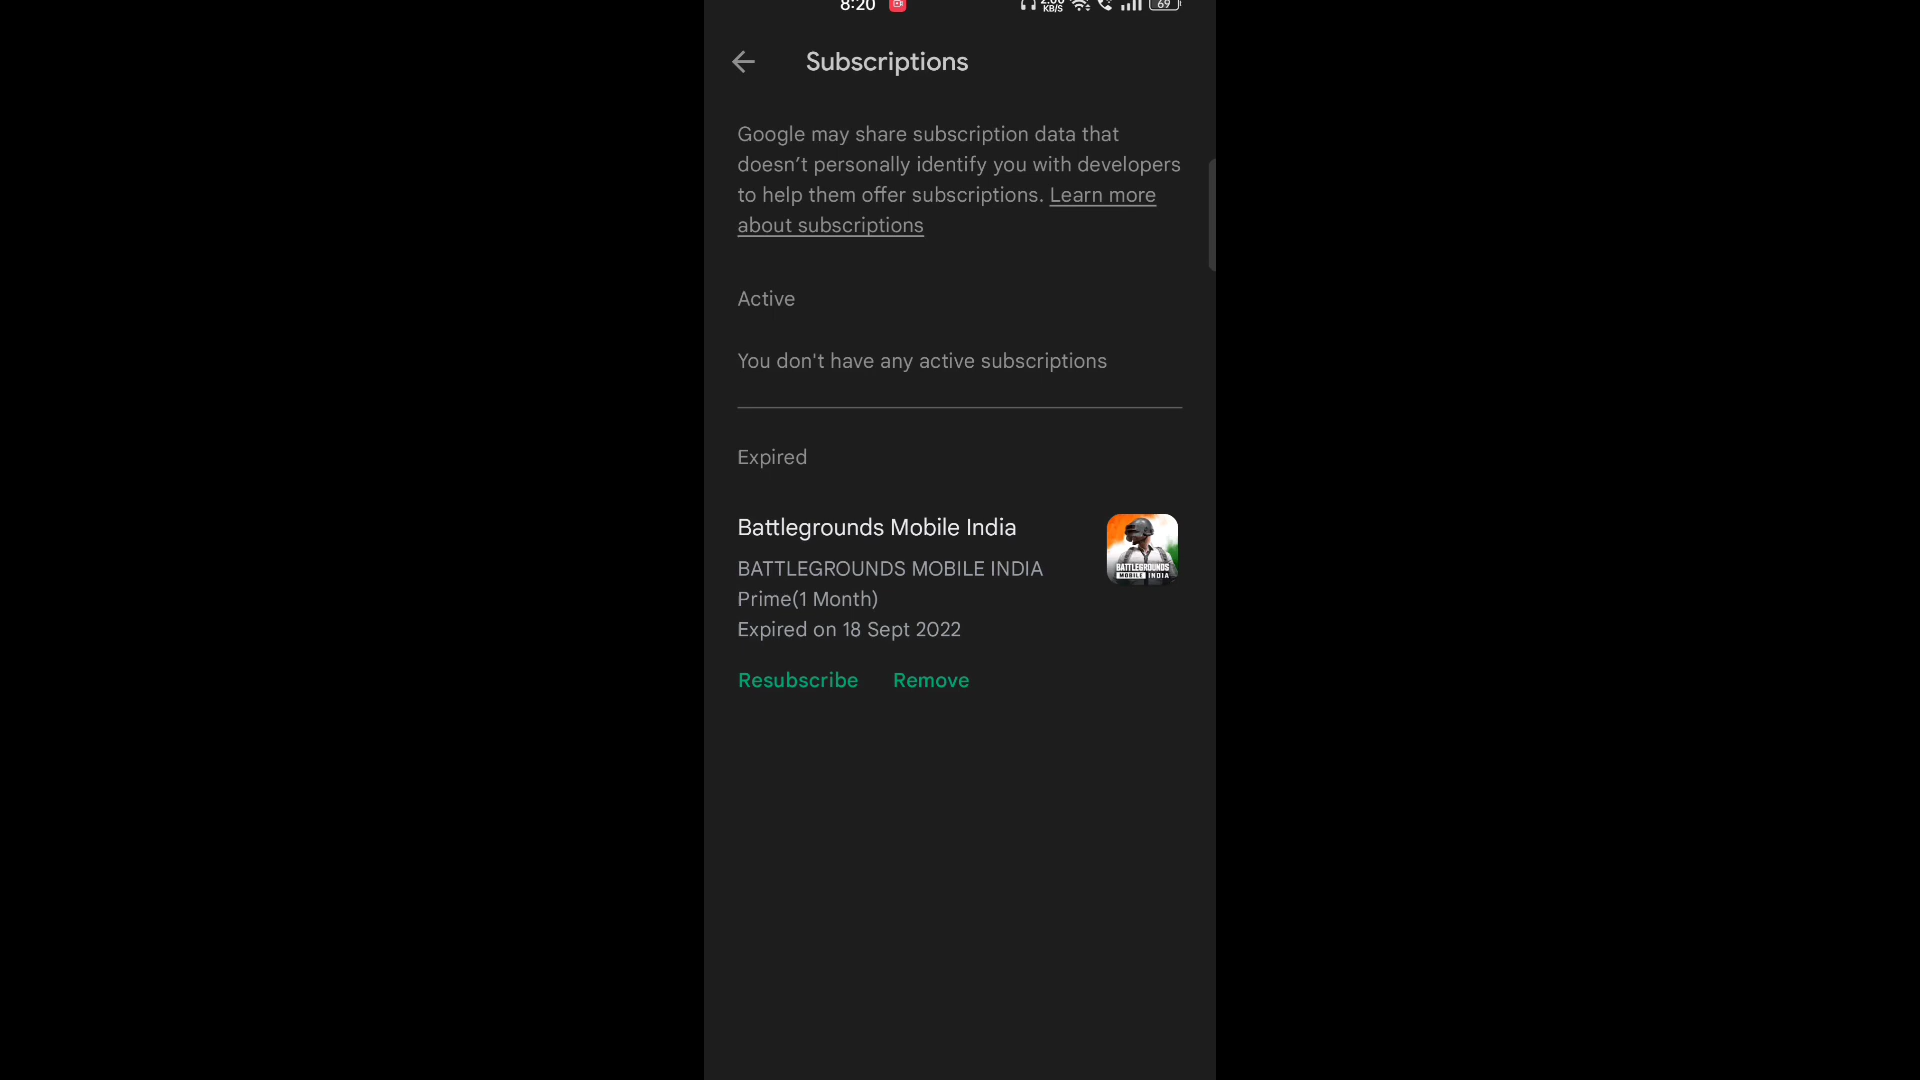 8:20
KB/S
69
Subscriptions
Google may share subscription data that
doesn’t personally identify you with developers
to help them offer subscriptions. Learn more
about subscriptions
Active
You don't have any active subscriptions
Expired
Battlegrounds Mobile India
BATTLEGROUNDS MOBILE INDIA
Prime(1 Month)
Expired on 18 Sept 2022
BATTLEGROUNDS
MOBILE INDIA
Resubscribe Remove